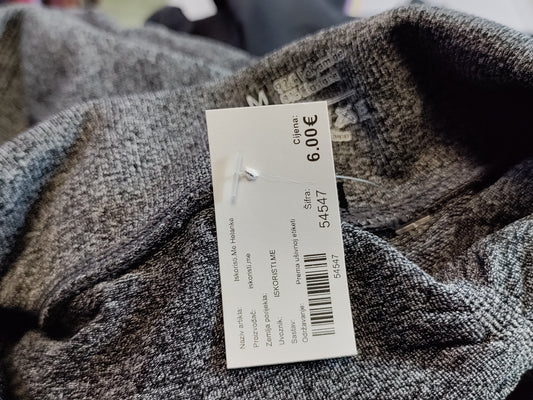 Naziv artikla: Iskoristi.Me Helanke
Proizvođač: iskoristi.me
Zemlja porijekla:
Uvoznik: ISKORISTI.ME
Sastav: Prema ušivnoj etiketi
Održavanje:
Cijena:
6.00€
Šifra:
54547
54547
M